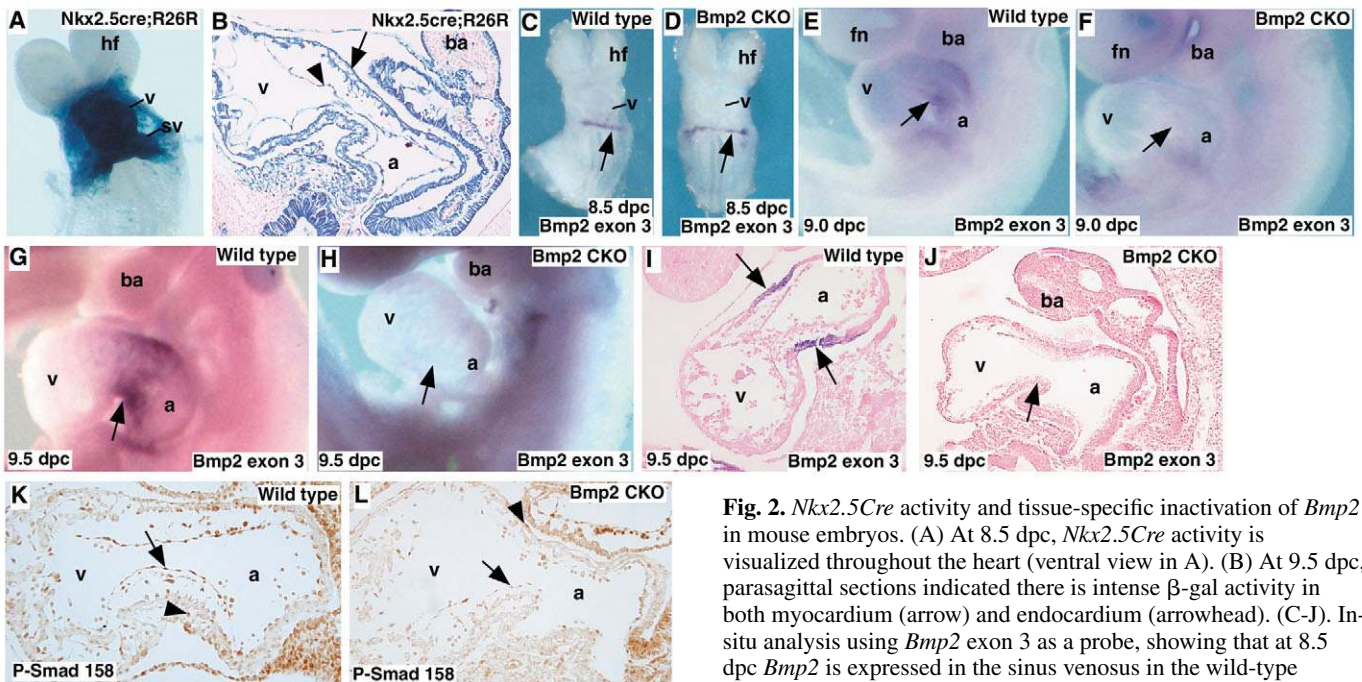 A
Nkx2.5cre;R26R
hf
v
sv
B
Nkx2.5cre;R26R
ba
v
a
C
Wild type
hf
v
8.5 dpc
Bmp2 exon 3
D
Bmp2 CKO
hf
v
8.5 dpc
Bmp2 exon 3
E
Wild type
fn
ba
v
a
9.0 dpc
Bmp2 exon 3
F
Bmp2 CKO
fn
ba
v
a
9.0 dpc
Bmp2 exon 3
G
Wild type
ba
v
a
9.5 dpc
Bmp2 exon 3
H
Bmp2 CKO
ba
v
a
9.5 dpc
Bmp2 exon 3
I
Wild type
a
v
9.5 dpc
Bmp2 exon 3
J
Bmp2 CKO
ba
v
a
9.5 dpc
Bmp2 exon 3
K
Wild type
v
a
P-Smad 158
L
Bmp2 CKO
v
a
P-Smad 158
Fig. 2. Nkx2.5Cre activity and tissue-specific inactivation of Bmp2
in mouse embryos. (A) At 8.5 dpc, Nkx2.5Cre activity is
visualized throughout the heart (ventral view in A). (B) At 9.5 dpc,
parasagittal sections indicated there is intense β-gal activity in
both myocardium (arrow) and endocardium (arrowhead). (C-J). In-
situ analysis using Bmp2 exon 3 as a probe, showing that at 8.5
dpc Bmp2 is expressed in the sinus venosus in the wild-type